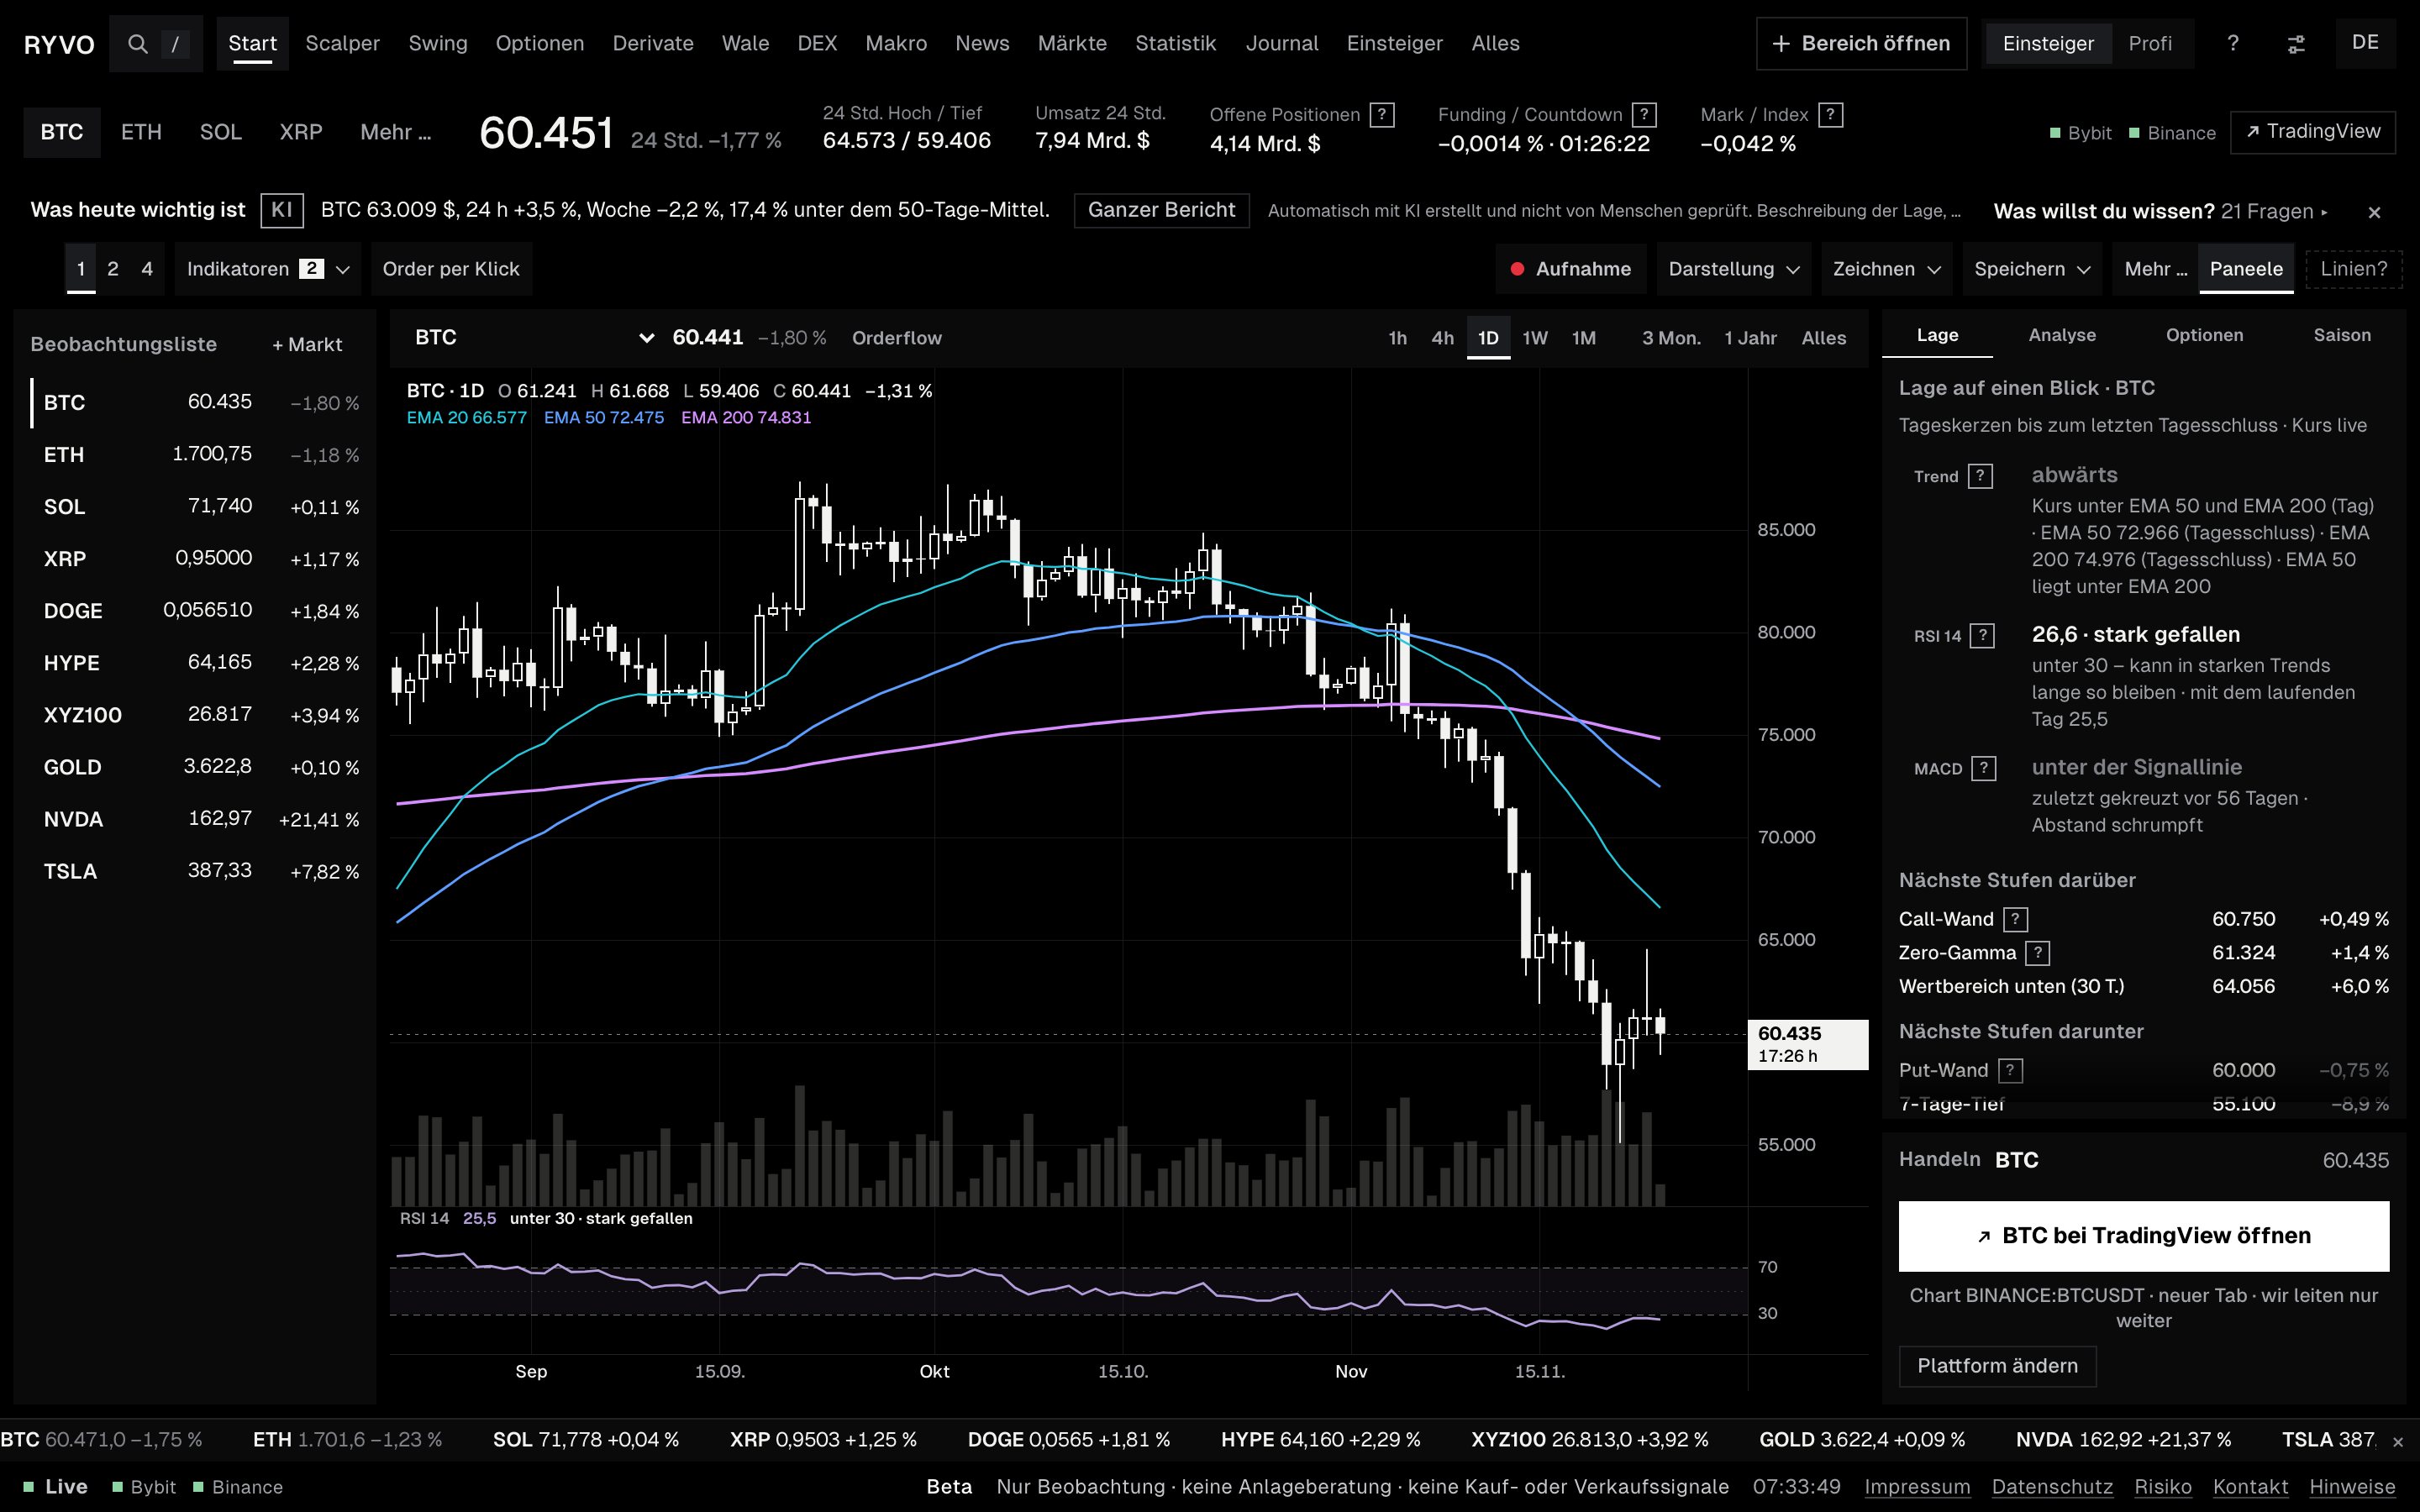 RYVO / Start Scalper Swing Optionen Derivate Wale DEX Makro News Märkte Statistik Journal Einsteiger Alles + Bereich öffnen Einsteiger Profi ? DE
BTC ETH SOL XRP Mehr ... 60.451 24 Std. −1,77 %
24 Std. Hoch / Tief
64.573 / 59.406
Umsatz 24 Std.
7,94 Mrd. $
Offene Positionen ?
4,14 Mrd. $
Funding / Countdown ?
−0,0014 % · 01:26:22
Mark / Index ?
−0,042 %
Bybit Binance ↗ TradingView
Was heute wichtig ist KI BTC 63.009 $, 24 h +3,5 %, Woche −2,2 %, 17,4 % unter dem 50-Tage-Mittel. Ganzer Bericht Automatisch mit KI erstellt und nicht von Menschen geprüft. Beschreibung der Lage, ... Was willst du wissen? 21 Fragen ▸ ×
1 2 4 Indikatoren 2 Order per Klick Aufnahme Darstellung Zeichnen Speichern Mehr ... Paneele Linien?
Beobachtungsliste + Markt
BTC 60.435 −1,80 %
ETH 1.700,75 −1,18 %
SOL 71,740 +0,11 %
XRP 0,95000 +1,17 %
DOGE 0,056510 +1,84 %
HYPE 64,165 +2,28 %
XYZ100 26.817 +3,94 %
GOLD 3.622,8 +0,10 %
NVDA 162,97 +21,41 %
TSLA 387,33 +7,82 %
BTC 60.441 −1,80 % Orderflow 1h 4h 1D 1W 1M 3 Mon. 1 Jahr Alles
BTC · 1D O 61.241 H 61.668 L 59.406 C 60.441 −1,31 %
EMA 20 66.577 EMA 50 72.475 EMA 200 74.831
85.000
80.000
75.000
70.000
65.000
60.435
17:26 h
55.000
RSI 14 25,5 unter 30 · stark gefallen
70
30
Sep 15.09. Okt 15.10. Nov 15.11.
Lage Analyse Optionen Saison
Lage auf einen Blick · BTC
Tageskerzen bis zum letzten Tagesschluss · Kurs live
Trend ? abwärts
Kurs unter EMA 50 und EMA 200 (Tag)
· EMA 50 72.966 (Tagesschluss) · EMA
200 74.976 (Tagesschluss) · EMA 50
liegt unter EMA 200
RSI 14 ? 26,6 · stark gefallen
unter 30 – kann in starken Trends
lange so bleiben · mit dem laufenden
Tag 25,5
MACD ? unter der Signallinie
zuletzt gekreuzt vor 56 Tagen ·
Abstand schrumpft
Nächste Stufen darüber
Call-Wand ? 60.750 +0,49 %
Zero-Gamma ? 61.324 +1,4 %
Wertbereich unten (30 T.) 64.056 +6,0 %
Nächste Stufen darunter
Put-Wand ? 60.000 −0,75 %
7-Tage-Tief 55.100 −8,9 %
Handeln BTC 60.435
↗ BTC bei TradingView öffnen
Chart BINANCE:BTCUSDT · neuer Tab · wir leiten nur
weiter
Plattform ändern
BTC 60.471,0 −1,75 % ETH 1.701,6 −1,23 % SOL 71,778 +0,04 % XRP 0,9503 +1,25 % DOGE 0,0565 +1,81 % HYPE 64,160 +2,29 % XYZ100 26.813,0 +3,92 % GOLD 3.622,4 +0,09 % NVDA 162,92 +21,37 % TSLA 387, ×
Live Bybit Binance Beta Nur Beobachtung · keine Anlageberatung · keine Kauf- oder Verkaufssignale 07:33:49 Impressum Datenschutz Risiko Kontakt Hinweise